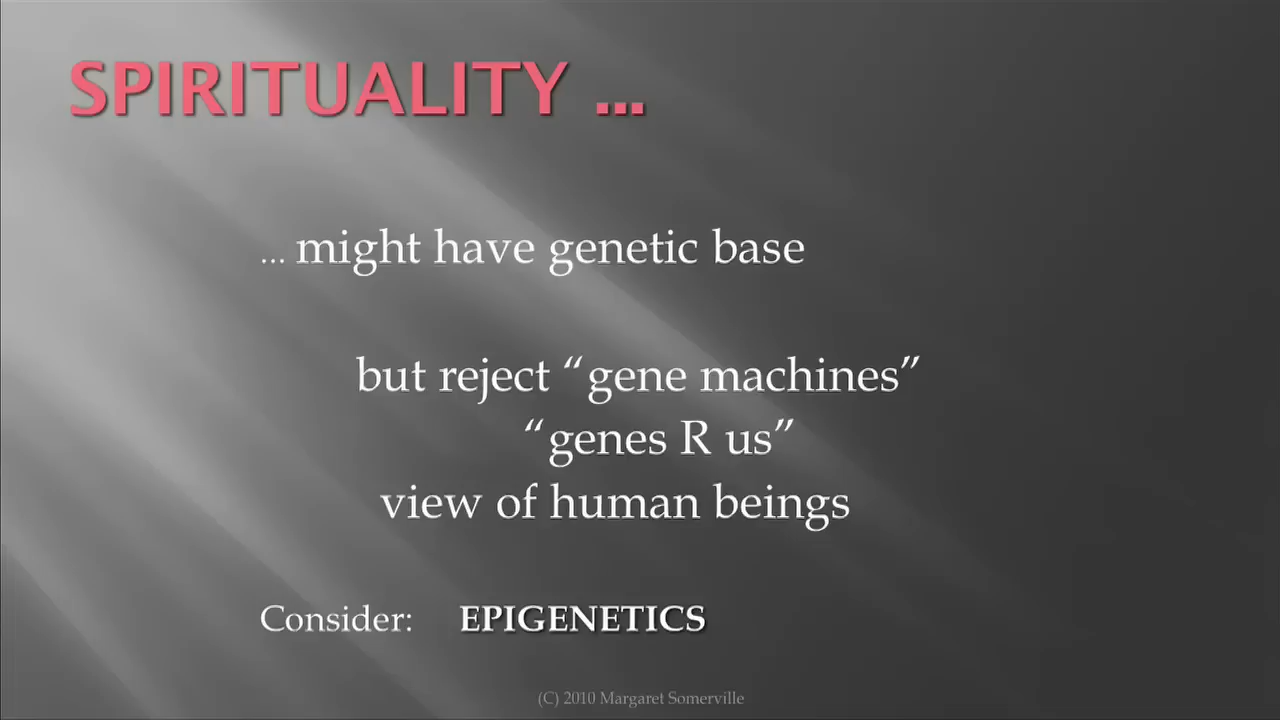 SPIRITUALITY ...
... might have genetic base
but reject “gene machines”
“genes R us”
view of human beings
Consider: EPIGENETICS
(C) 2010 Margaret Somerville